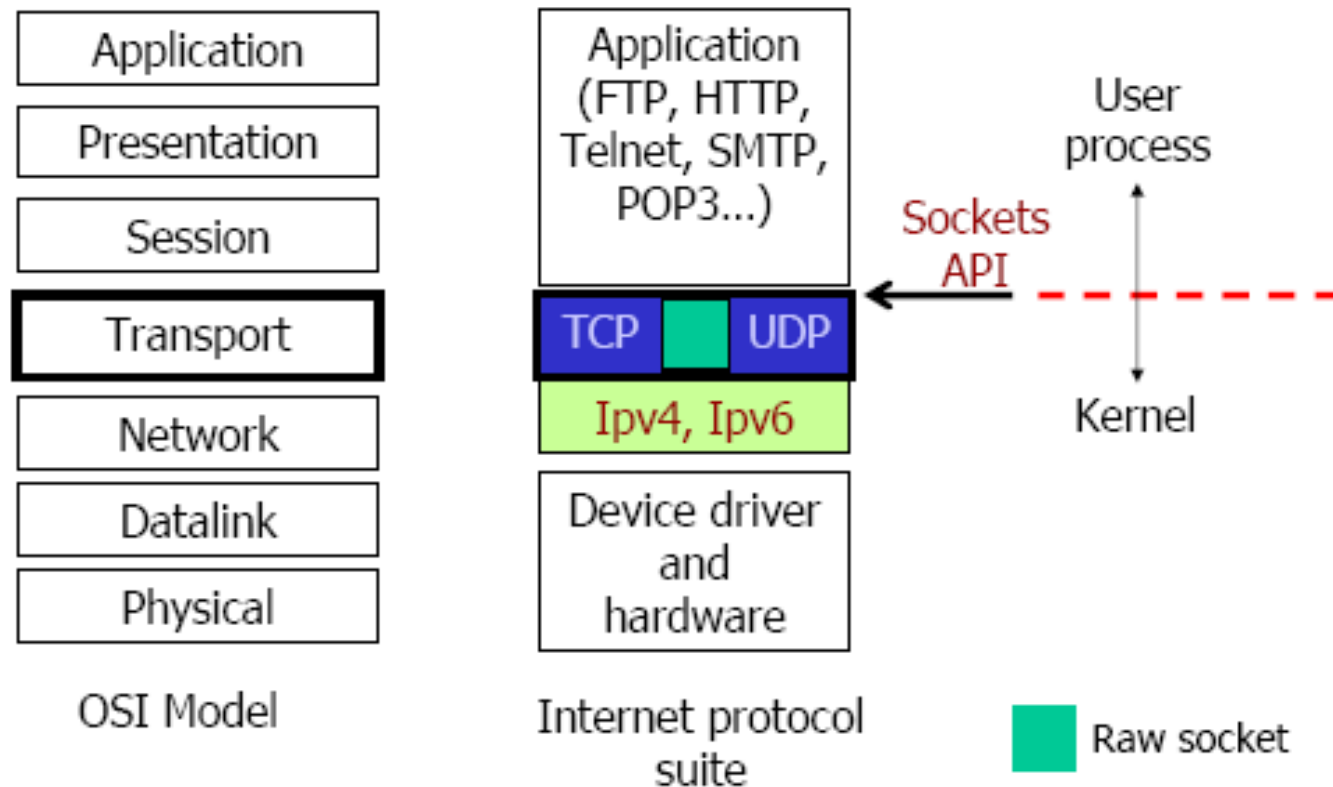 Application
Presentation
Session
Transport
Network
Datalink
Physical
OSI Model
Application
(FTP, HTTP,
Telnet, SMTP,
POP3...)
TCP
UDP
Ipv4, Ipv6
Device driver
and
hardware
Internet protocol
suite
Sockets
API
User
process
Kernel
Raw socket